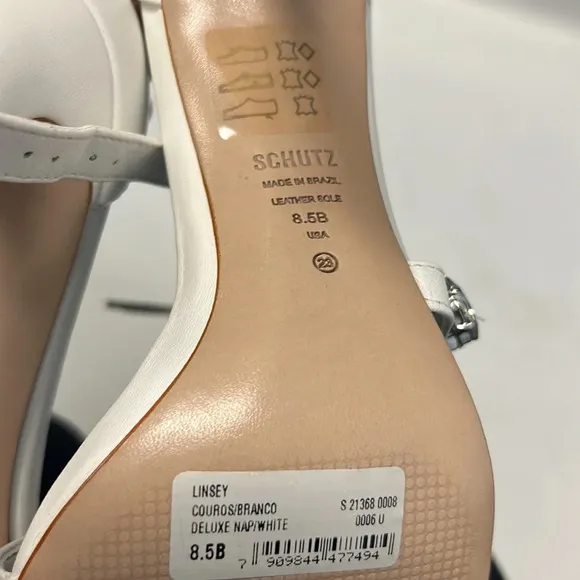 SCHUTZ
MADE IN BRAZIL
LEATHER SOLE
8.5B
USA
23
LINSEY
COUROS/BRANCO S 21368 0008
DELUXE NAP/WHITE 0006 U
8.5B
7 909844 477494